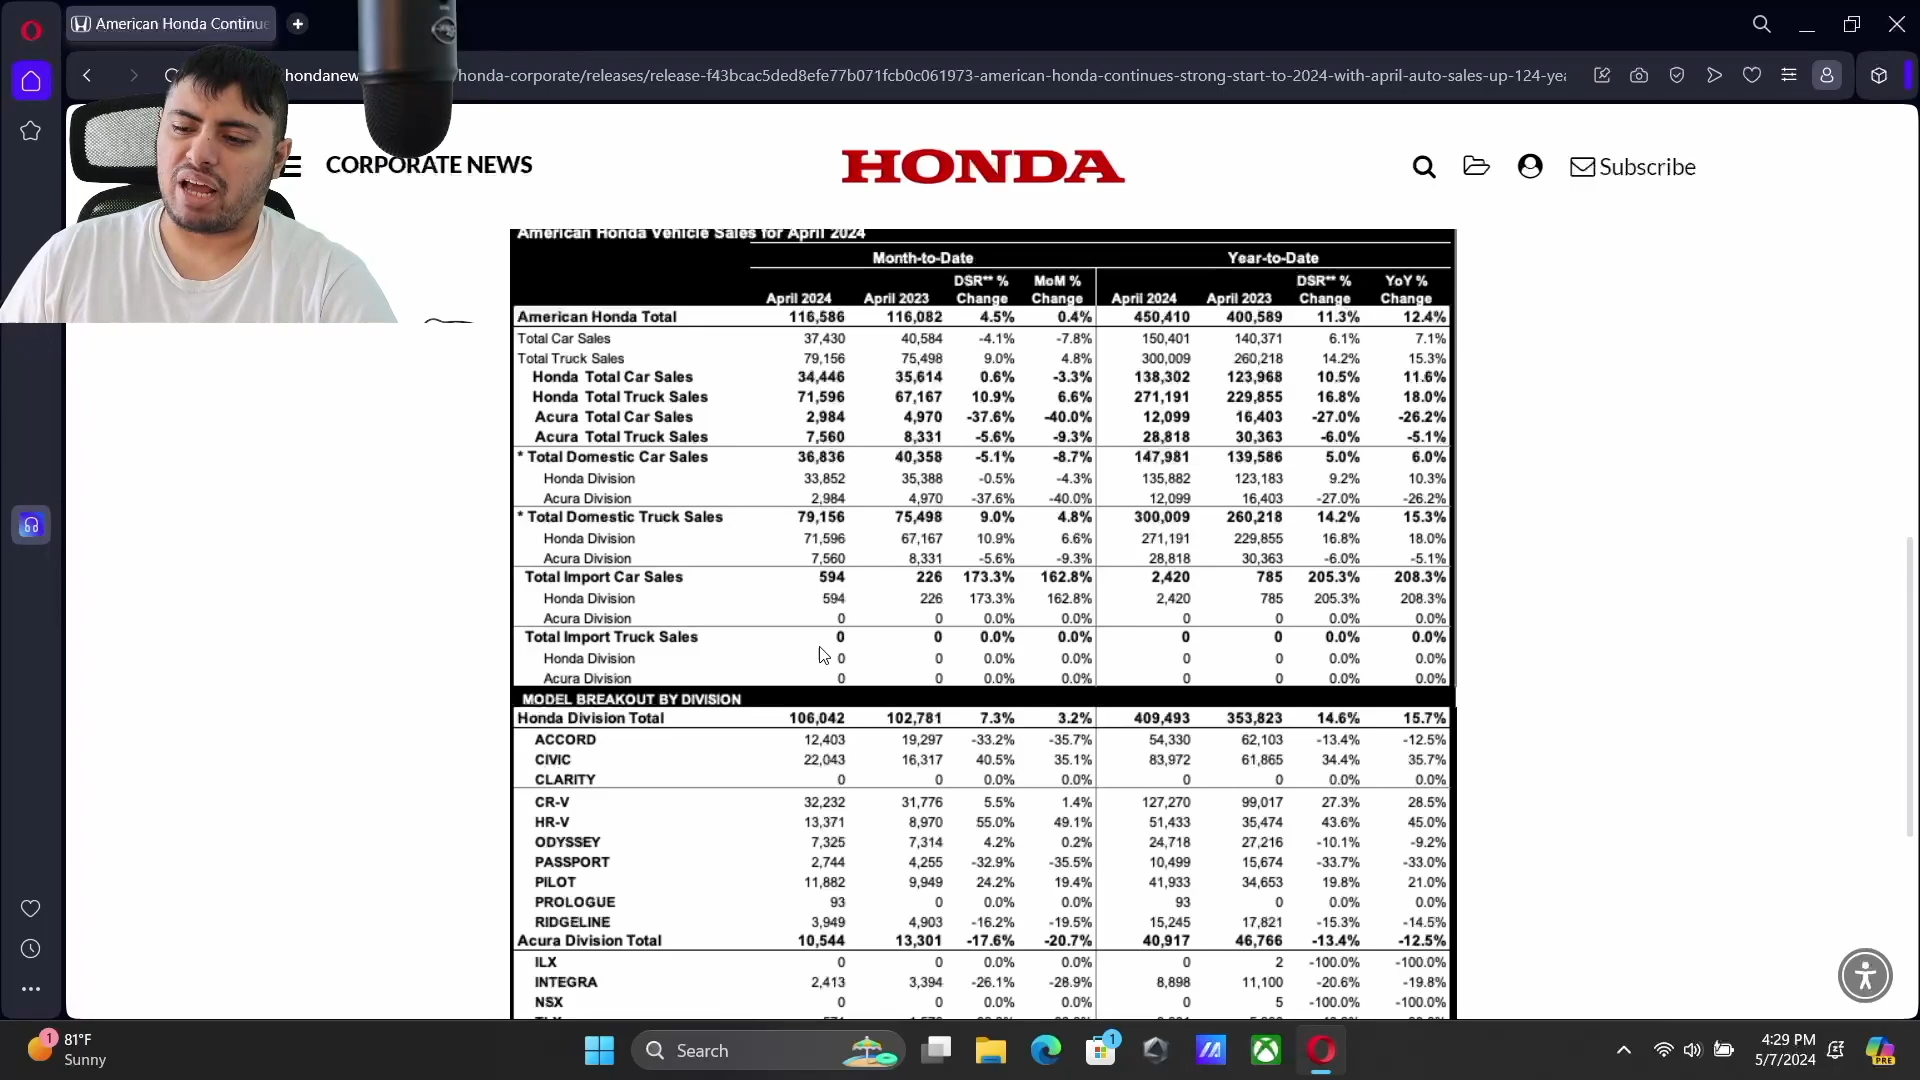 American Honda Continue
hondanew
honda-corporate/releases/release-f43bcac5ded8efe77b071fcb0c061973-american-honda-continues-strong-start-to-2024-with-april-auto-sales-up-124-yea
CORPORATE NEWS
HONDA
Subscribe
American Honda Vehicle Sales for April 2024
Month-to-Date Year-to-Date
DSR** % MoM % DSR** % YoY %
April 2024 April 2023 Change Change April 2024 April 2023 Change Change
American Honda Total 116,586 116,082 4.5% 0.4% 450,410 400,589 11.3% 12.4%
Total Car Sales 37,430 40,584 -4.1% -7.8% 150,401 140,371 6.1% 7.1%
Total Truck Sales 79,156 75,498 9.0% 4.8% 300,009 260,218 14.2% 15.3%
Honda Total Car Sales 34,446 35,614 0.6% -3.3% 138,302 123,968 10.5% 11.6%
Honda Total Truck Sales 71,596 67,167 10.9% 6.6% 271,191 229,855 16.8% 18.0%
Acura Total Car Sales 2,984 4,970 -37.6% -40.0% 12,099 16,403 -27.0% -26.2%
Acura Total Truck Sales 7,560 8,331 -5.6% -9.3% 28,818 30,363 -6.0% -5.1%
* Total Domestic Car Sales 36,836 40,358 -5.1% -8.7% 147,981 139,586 5.0% 6.0%
Honda Division 33,852 35,388 -0.5% -4.3% 135,882 123,183 9.2% 10.3%
Acura Division 2,984 4,970 -37.6% -40.0% 12,099 16,403 -27.0% -26.2%
* Total Domestic Truck Sales 79,156 75,498 9.0% 4.8% 300,009 260,218 14.2% 15.3%
Honda Division 71,596 67,167 10.9% 6.6% 271,191 229,855 16.8% 18.0%
Acura Division 7,560 8,331 -5.6% -9.3% 28,818 30,363 -6.0% -5.1%
Total Import Car Sales 594 226 173.3% 162.8% 2,420 785 205.3% 208.3%
Honda Division 594 226 173.3% 162.8% 2,420 785 205.3% 208.3%
Acura Division 0 0 0.0% 0.0% 0 0 0.0% 0.0%
Total Import Truck Sales 0 0 0.0% 0.0% 0 0 0.0% 0.0%
Honda Division 0 0 0.0% 0.0% 0 0 0.0% 0.0%
Acura Division 0 0 0.0% 0.0% 0 0 0.0% 0.0%
MODEL BREAKOUT BY DIVISION
Honda Division Total 106,042 102,781 7.3% 3.2% 409,493 353,823 14.6% 15.7%
ACCORD 12,403 19,297 -33.2% -35.7% 54,330 62,103 -13.4% -12.5%
CIVIC 22,043 16,317 40.5% 35.1% 83,972 61,865 34.4% 35.7%
CLARITY 0 0 0.0% 0.0% 0 0 0.0% 0.0%
CR-V 32,232 31,776 5.5% 1.4% 127,270 99,017 27.3% 28.5%
HR-V 13,371 8,970 55.0% 49.1% 51,433 35,474 43.6% 45.0%
ODYSSEY 7,325 7,314 4.2% 0.2% 24,718 27,216 -10.1% -9.2%
PASSPORT 2,744 4,255 -32.9% -35.5% 10,499 15,674 -33.7% -33.0%
PILOT 11,882 9,949 24.2% 19.4% 41,933 34,653 19.8% 21.0%
PROLOGUE 93 0 0.0% 0.0% 93 0 0.0% 0.0%
RIDGELINE 3,949 4,903 -16.2% -19.5% 15,245 17,821 -15.3% -14.5%
Acura Division Total 10,544 13,301 -17.6% -20.7% 40,917 46,766 -13.4% -12.5%
ILX 0 0 0.0% 0.0% 0 2 -100.0% -100.0%
INTEGRA 2,413 3,394 -26.1% -28.9% 8,898 11,100 -20.6% -19.8%
NSX 0 0 0.0% 0.0% 0 5 -100.0% -100.0%
1
81°F
Sunny
Search
1
4:29 PM
5/7/2024
PRE